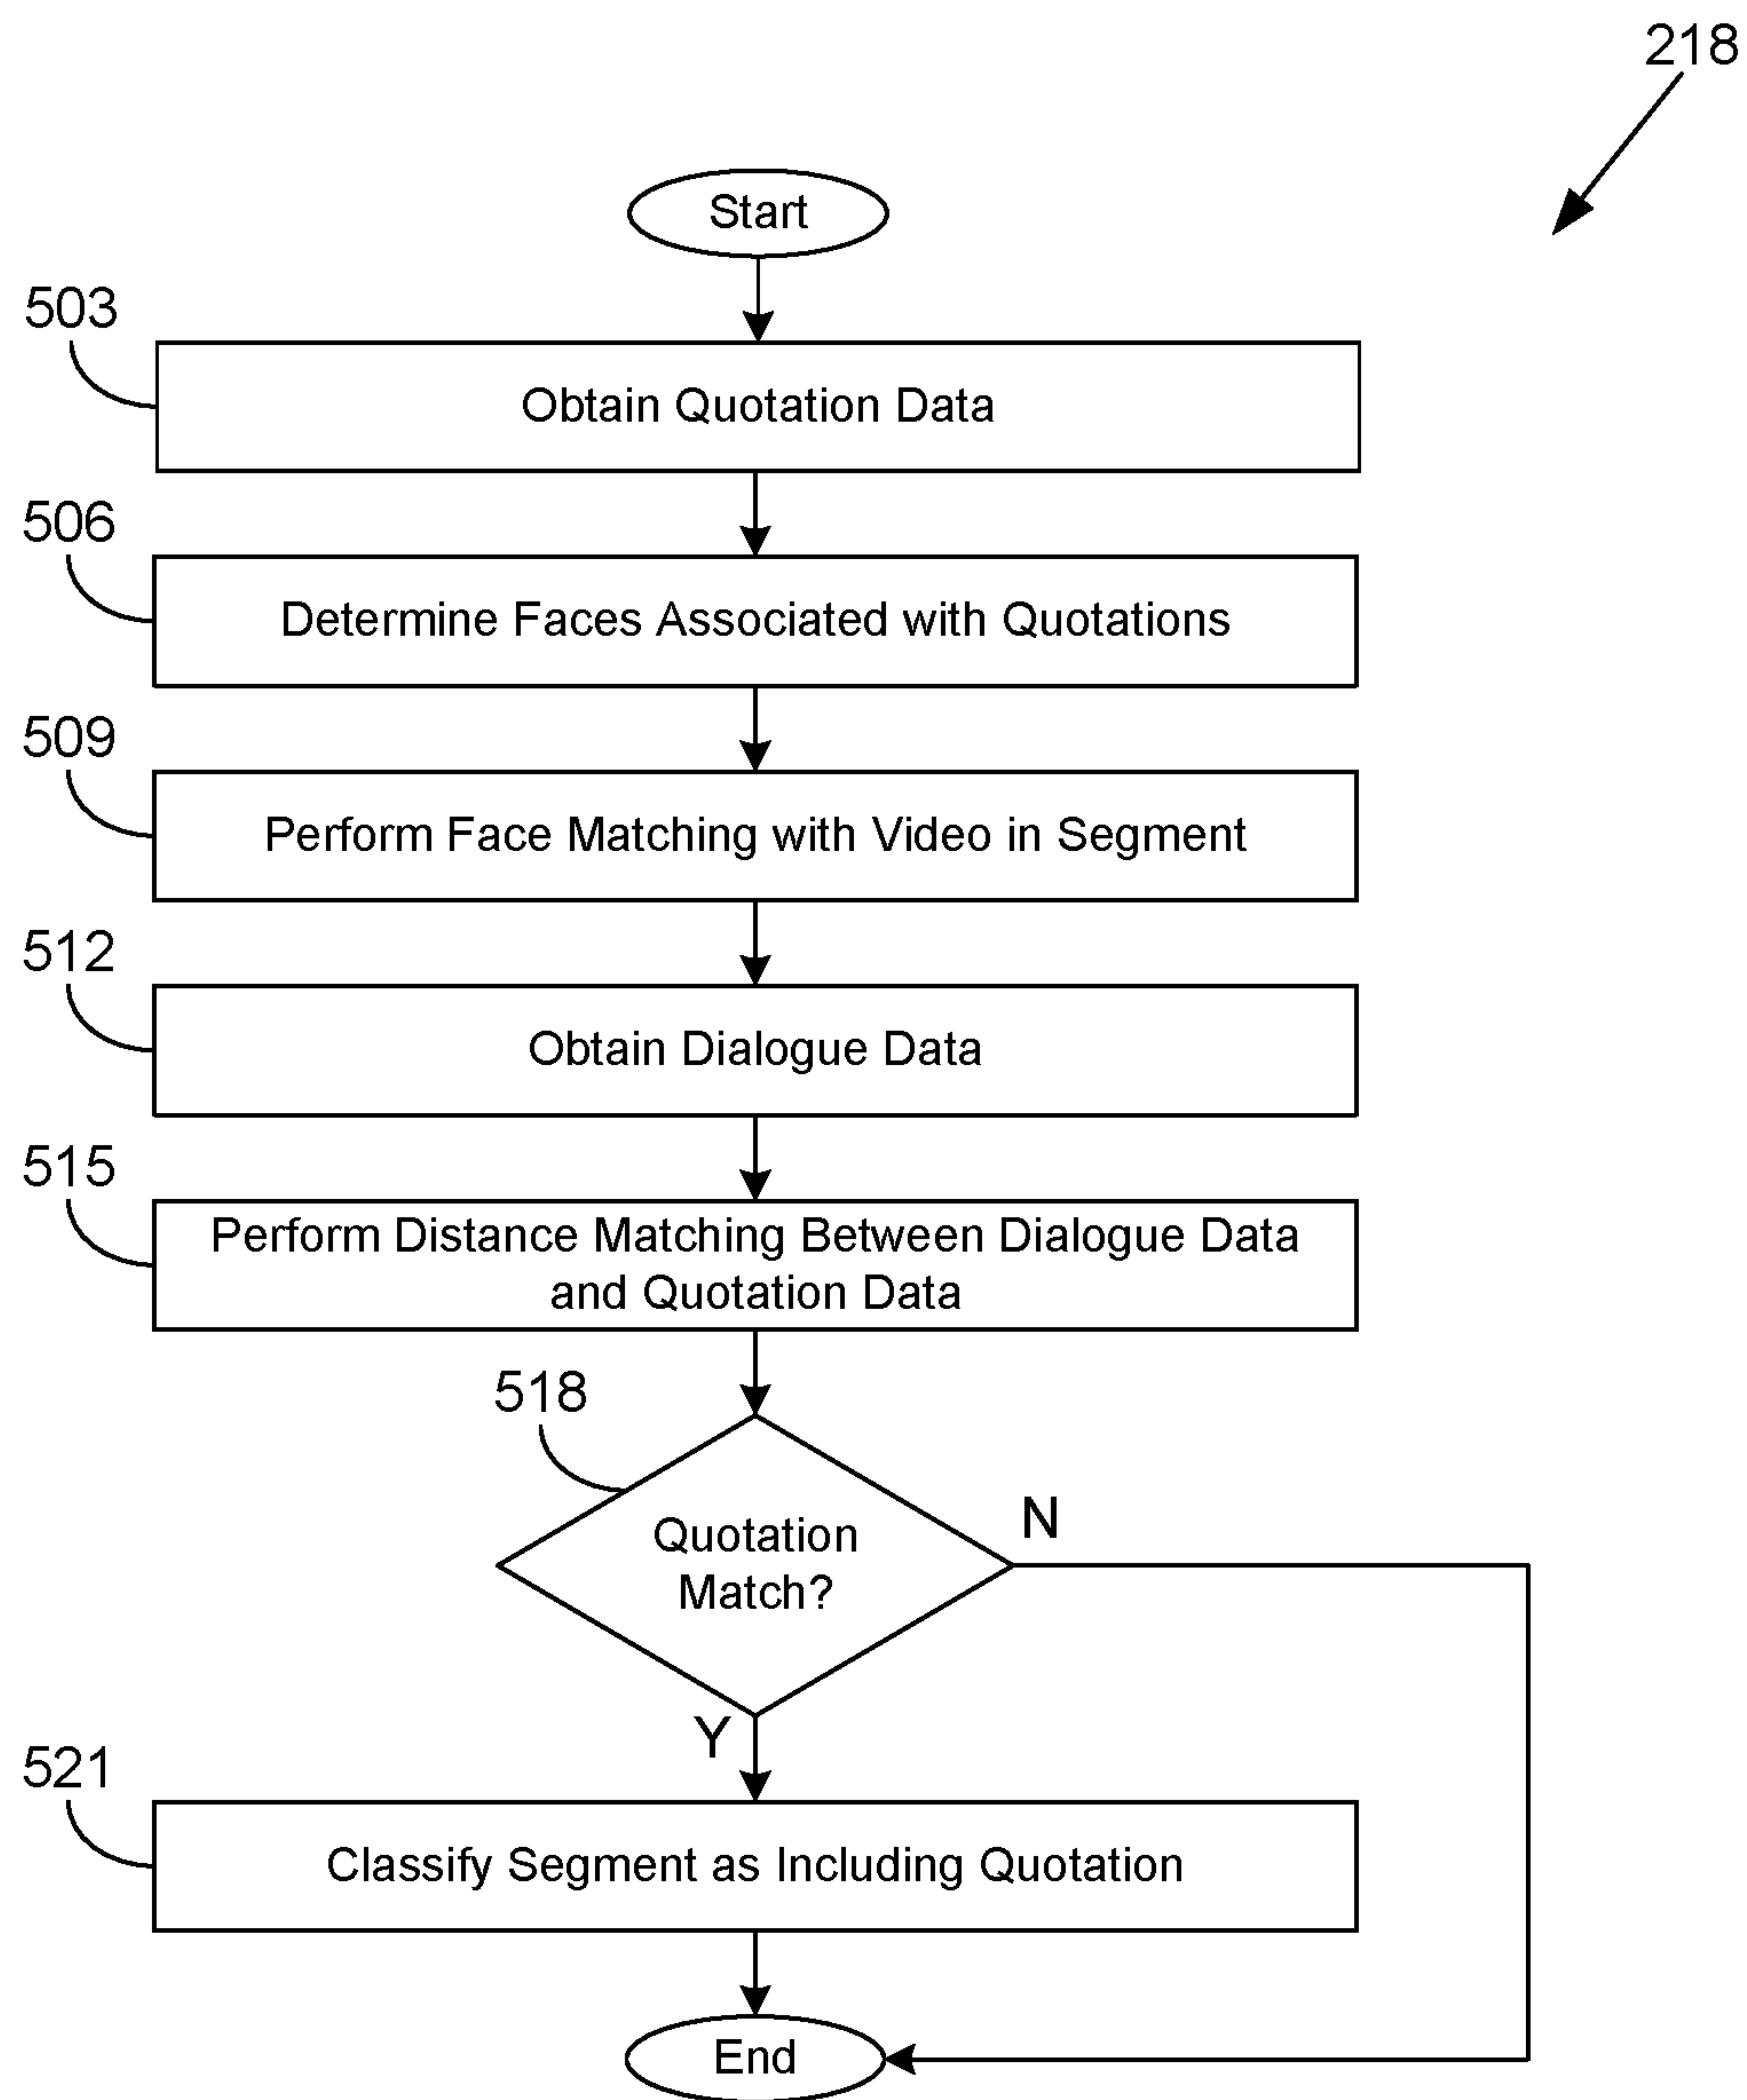 218
Start
503
Obtain Quotation Data
506
Determine Faces Associated with Quotations
509
Perform Face Matching with Video in Segment
512
Obtain Dialogue Data
515
Perform Distance Matching Between Dialogue Data
and Quotation Data
518
Quotation
Match?
N
Y
521
Classify Segment as Including Quotation
End